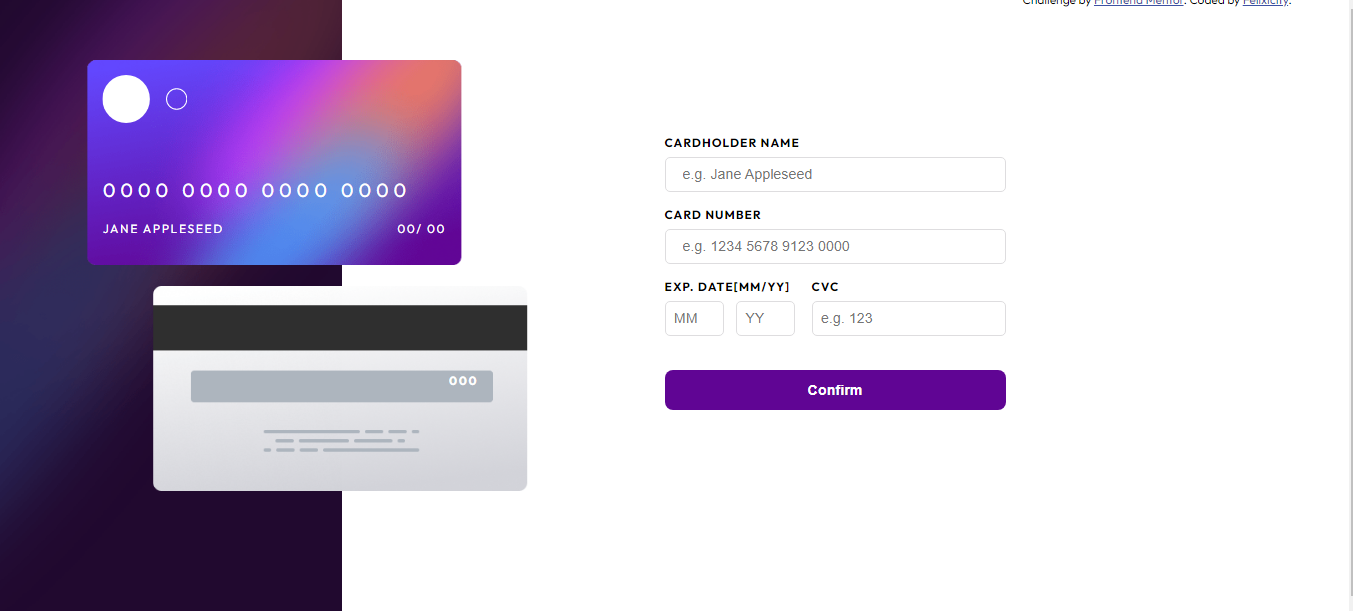 Challenge by Frontend Mentor. Coded by Felixicity.
0000 0000 0000 0000
JANE APPLESEED 00/ 00
000
CARDHOLDER NAME
e.g. Jane Appleseed
CARD NUMBER
e.g. 1234 5678 9123 0000
EXP. DATE[MM/YY] CVC
MM YY e.g. 123
Confirm